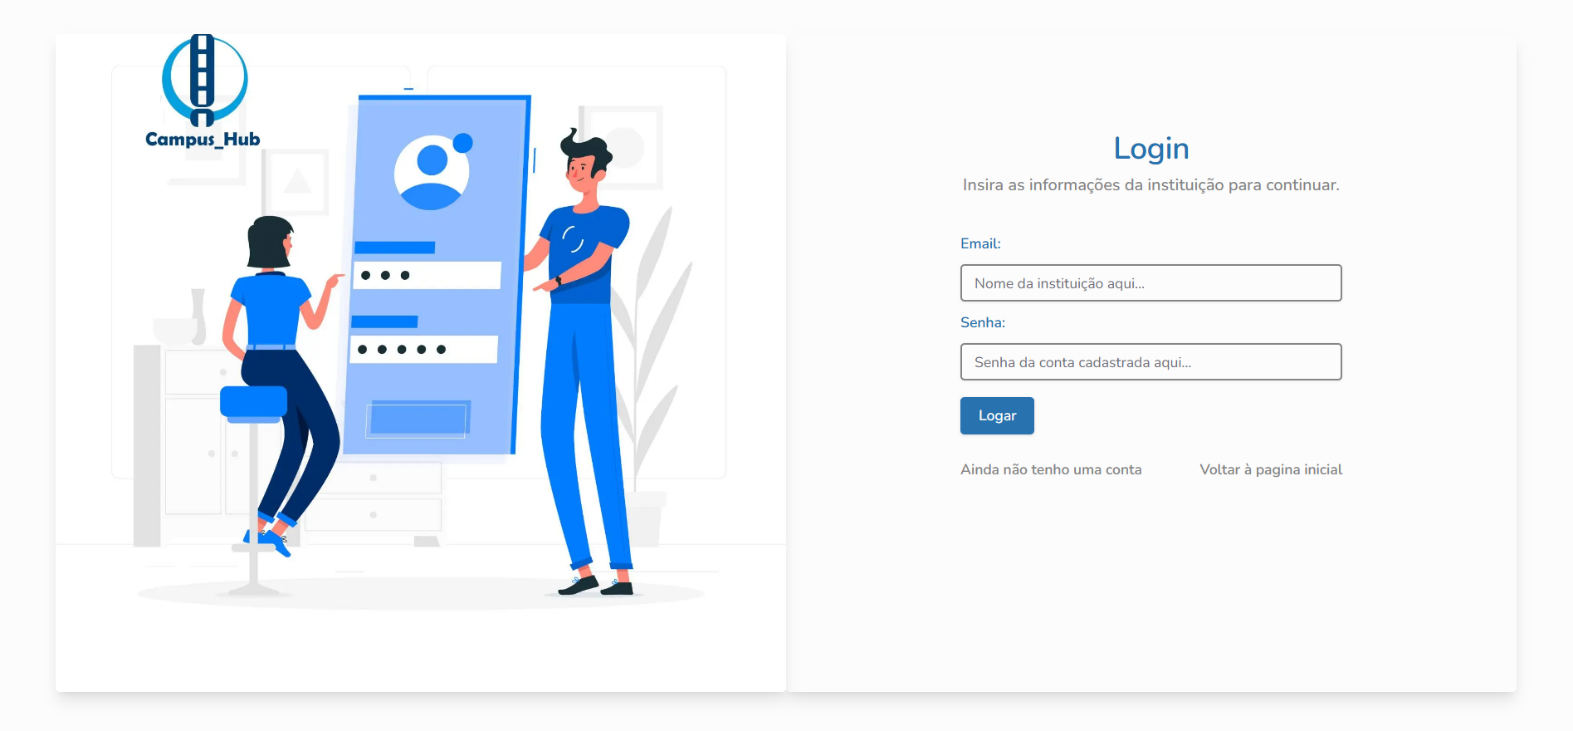 Campus_Hub
Login
Insira as informações da instituição para continuar.
Email:
Nome da instituição aqui...
Senha:
Senha da conta cadastrada aqui...
Logar
Ainda não tenho uma conta
Voltar à pagina inicial